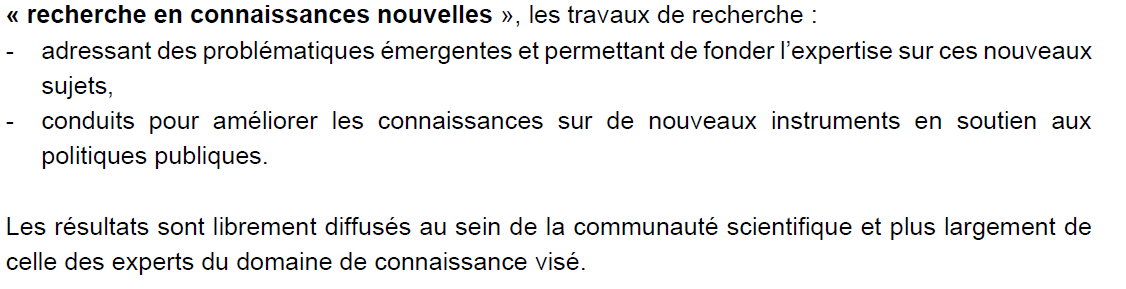 « recherche en connaissances nouvelles », les travaux de recherche :
- adressant des problématiques émergentes et permettant de fonder l’expertise sur ces nouveaux
sujets,
- conduits pour améliorer les connaissances sur de nouveaux instruments en soutien aux
politiques publiques.
Les résultats sont librement diffusés au sein de la communauté scientifique et plus largement de
celle des experts du domaine de connaissance visé.